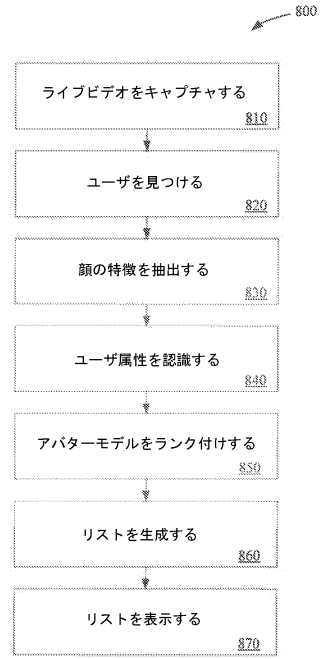 800
ライブビデオをキャプチャする
810
ユーザを見つける
820
顔の特徴を抽出する
830
ユーザ属性を認識する
840
アバターモデルをランク付けする
850
リストを生成する
860
リストを表示する
870